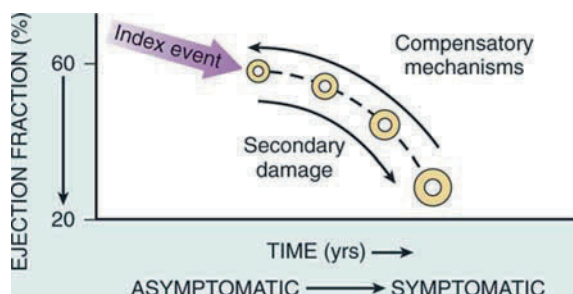 EJECTION FRACTION (%)
60
20
Index event
Compensatory
mechanisms
Secondary
damage
TIME (yrs)
ASYMPTOMATIC
SYMPTOMATIC